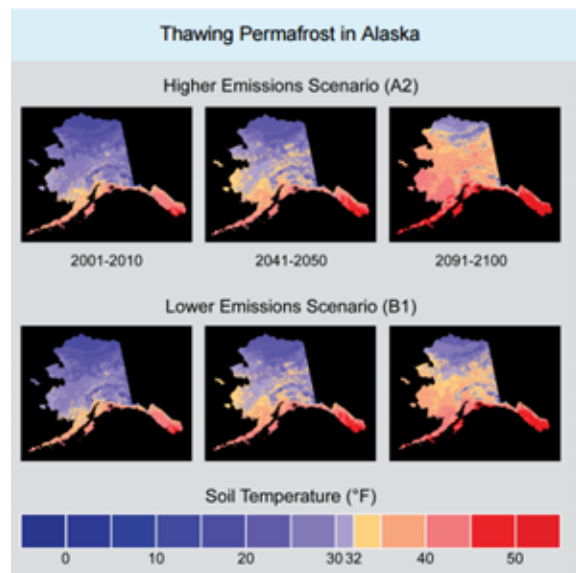 Thawing Permafrost in Alaska
Higher Emissions Scenario (A2)
2001-2010 2041-2050 2091-2100
Lower Emissions Scenario (B1)
Soil Temperature (°F)
0 10 20 30 32 40 50